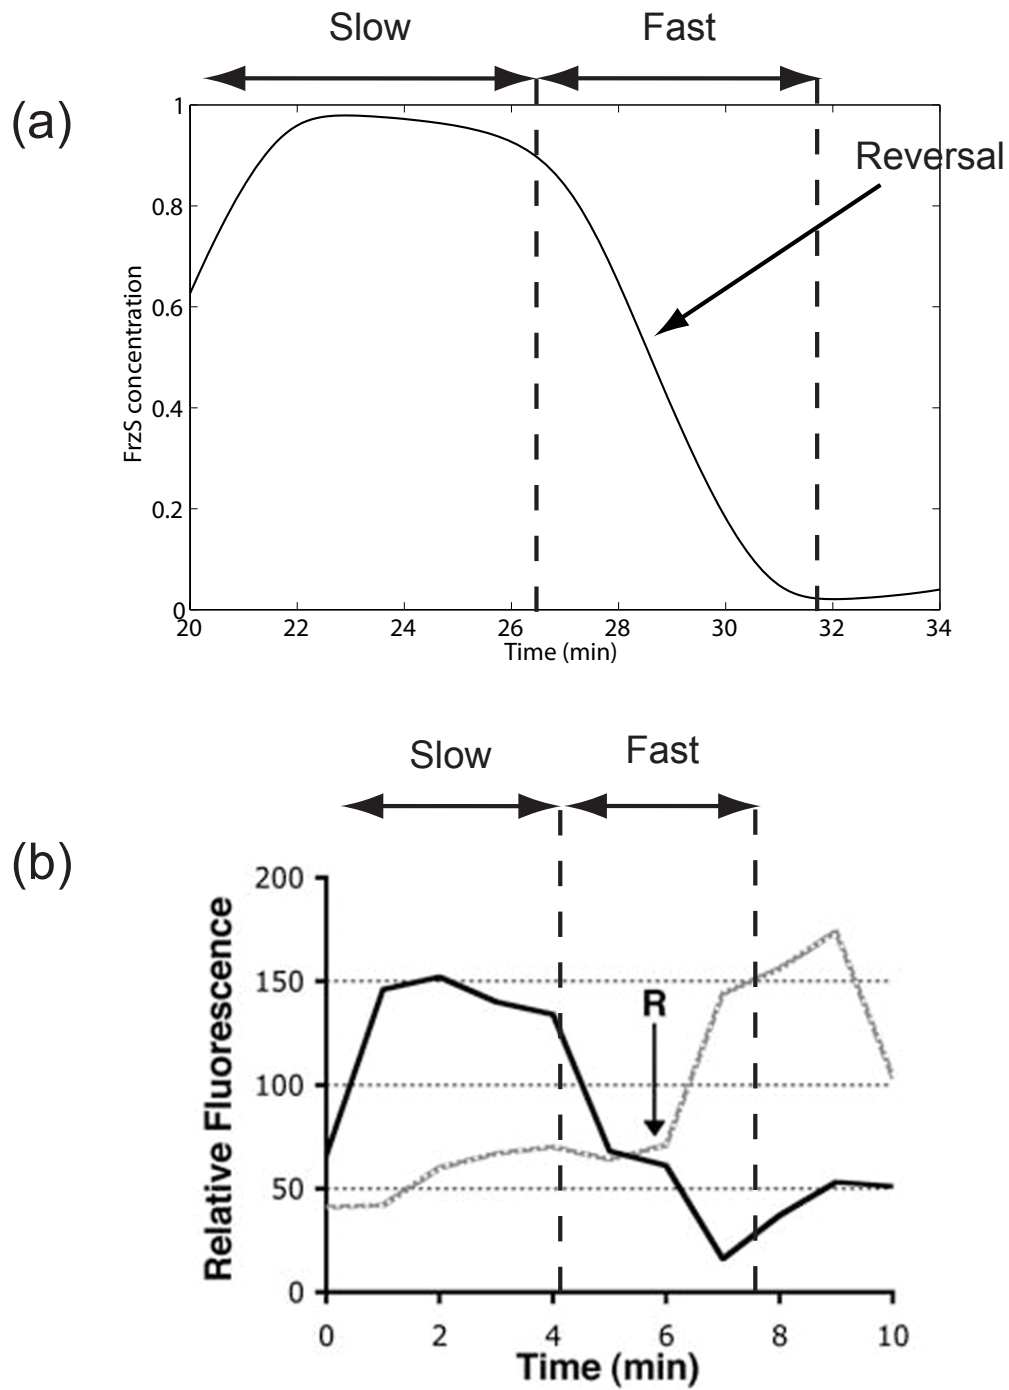 Slow Fast
(a)
Reversal
FrzS concentration
1
0.8
0.6
0.4
0.2
0
20 22 24 26 28 30 32 34
Time (min)
Slow Fast
(b)
Relative Fluorescence
200
150
100
50
0
R
0 2 4 6 8 10
Time (min)